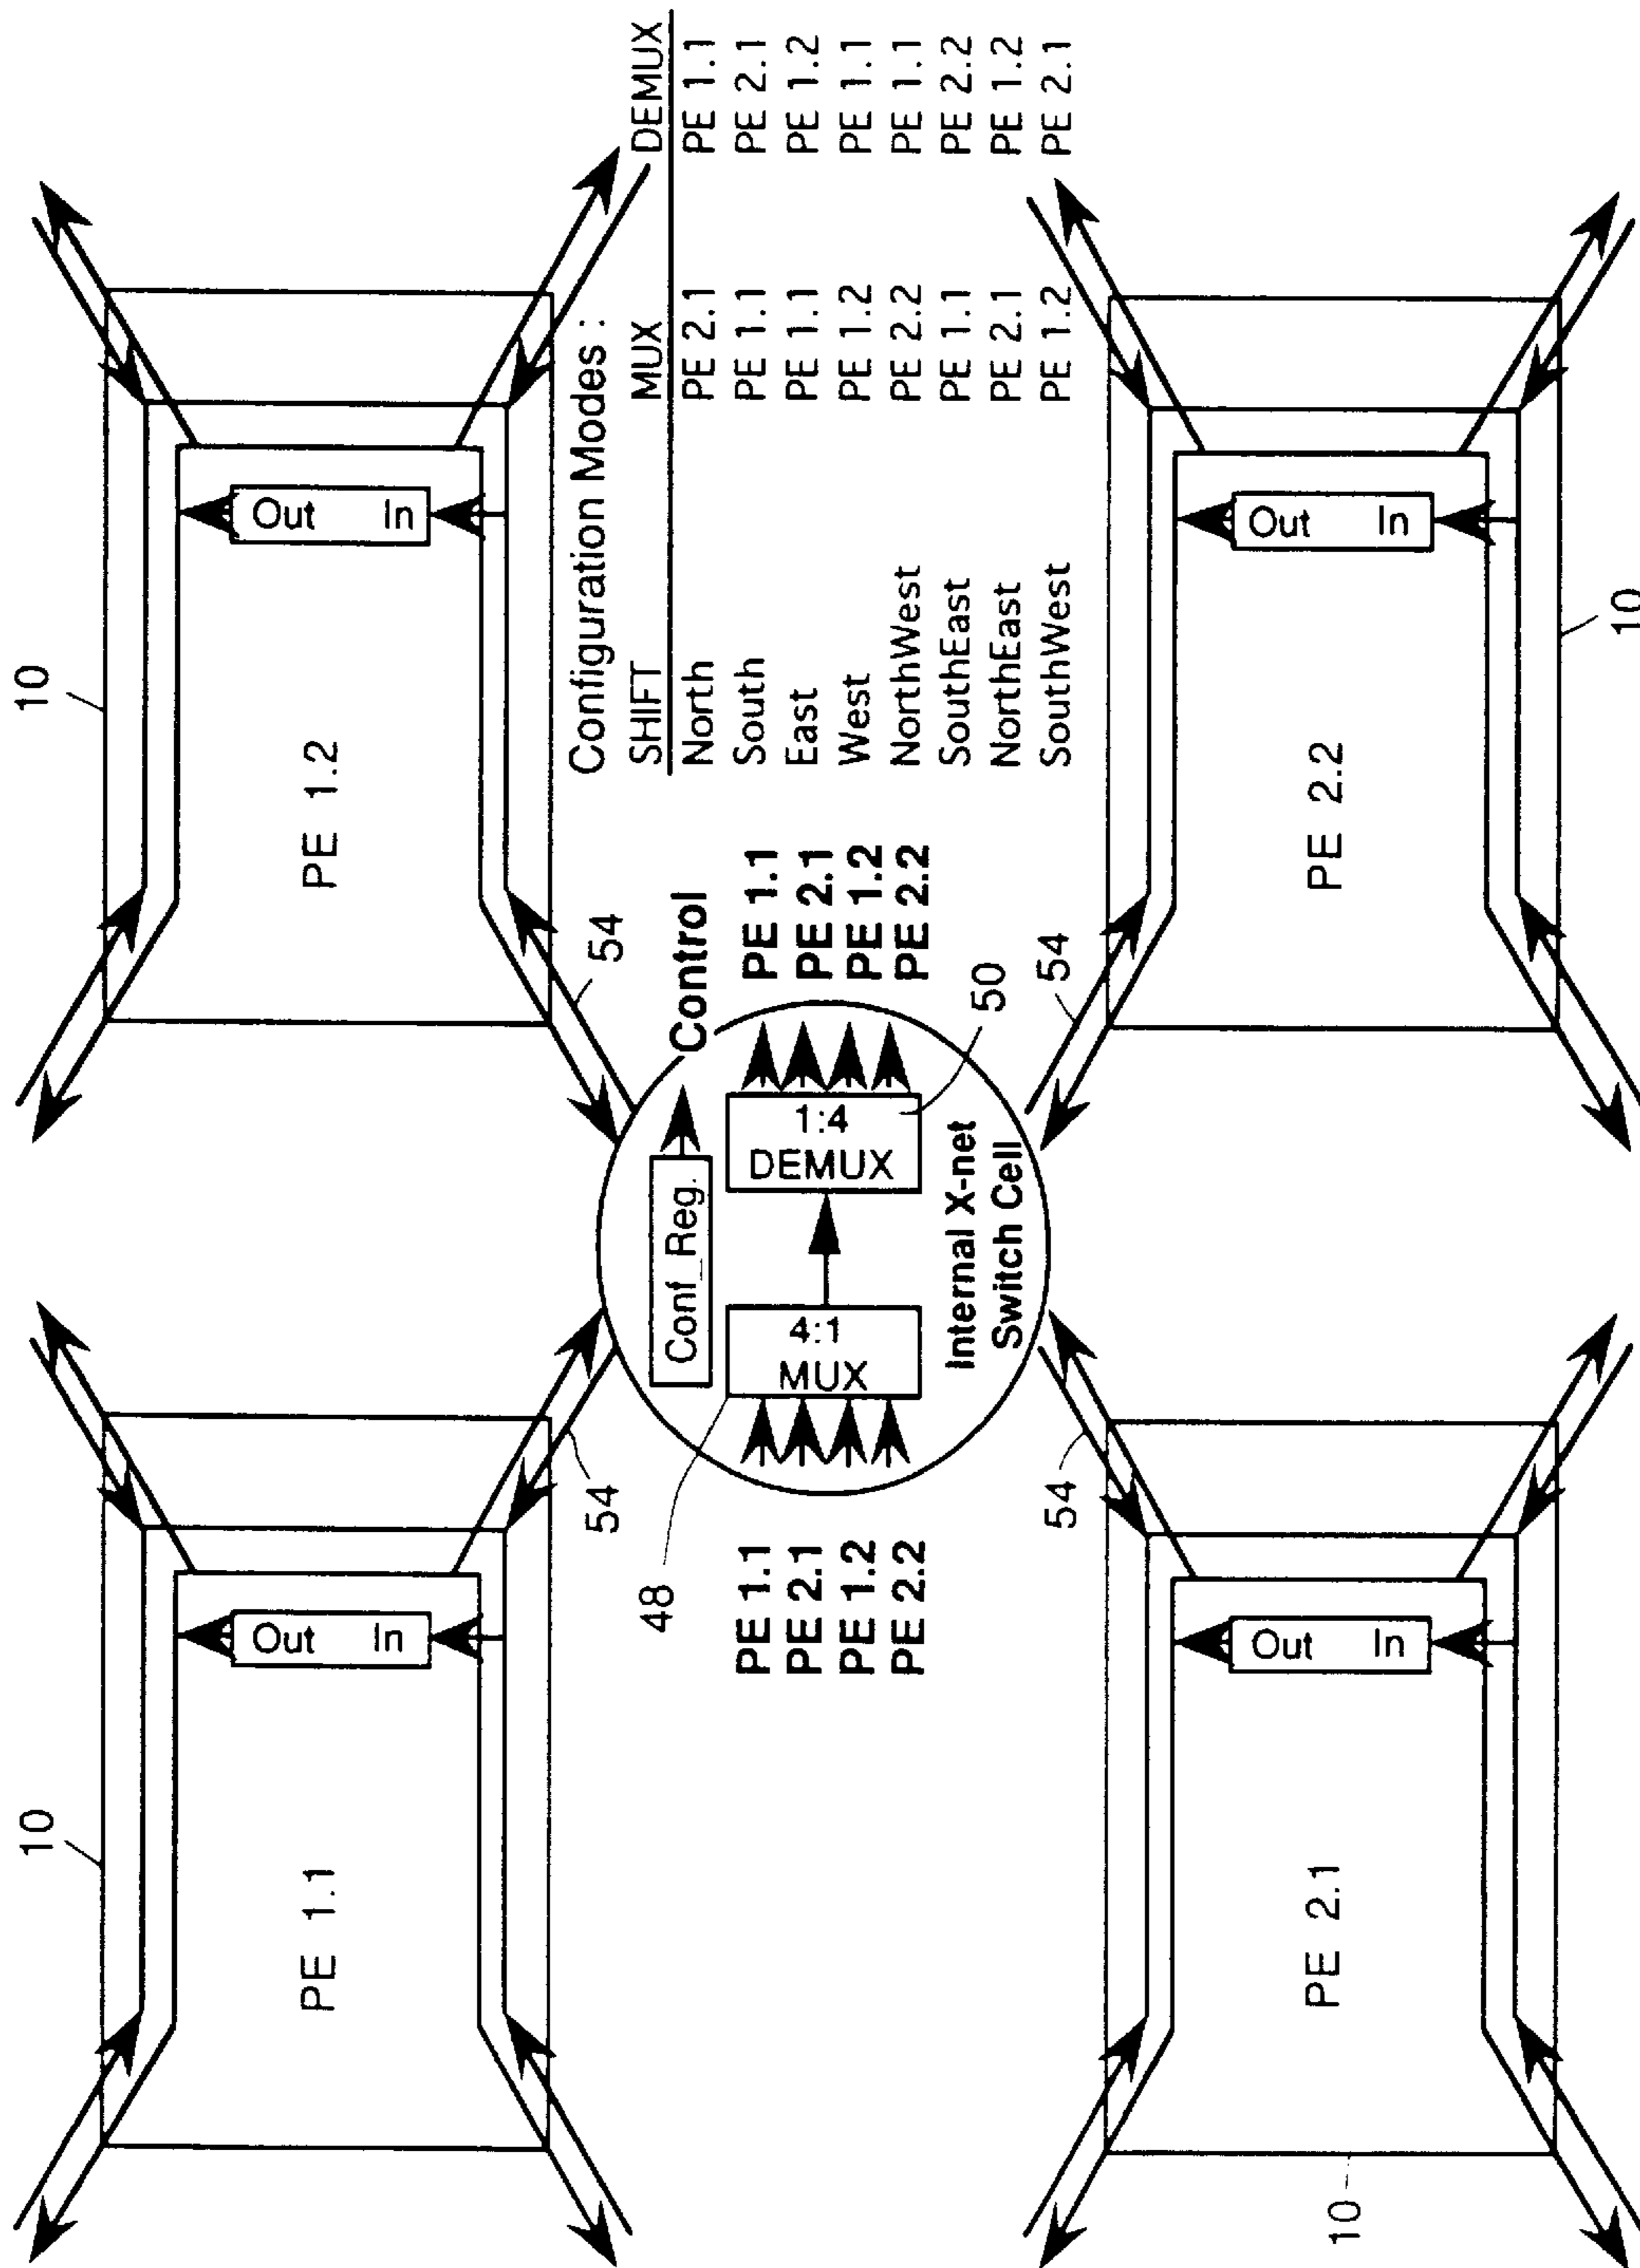 10
10
PE 1.1
Out
In
PE 1.2
Out
In
54
54
48
Conf_Reg.
Control
PE 1.1
PE 2.1
PE 1.2
PE 2.2
4:1
MUX
1:4
DEMUX
PE 1.1
PE 2.1
PE 1.2
PE 2.2
50
Internal X-net
Switch Cell
Configuration Modes :
SHIFT MUX DEMUX
North PE 2.1 PE 1.1
South PE 1.1 PE 2.1
East PE 1.1 PE 1.2
West PE 1.2 PE 1.1
NorthWest PE 2.2 PE 1.1
SouthEast PE 1.1 PE 2.2
NorthEast PE 2.1 PE 1.2
SouthWest PE 1.2 PE 2.1
54
54
PE 2.1
Out
In
PE 2.2
Out
In
10
10